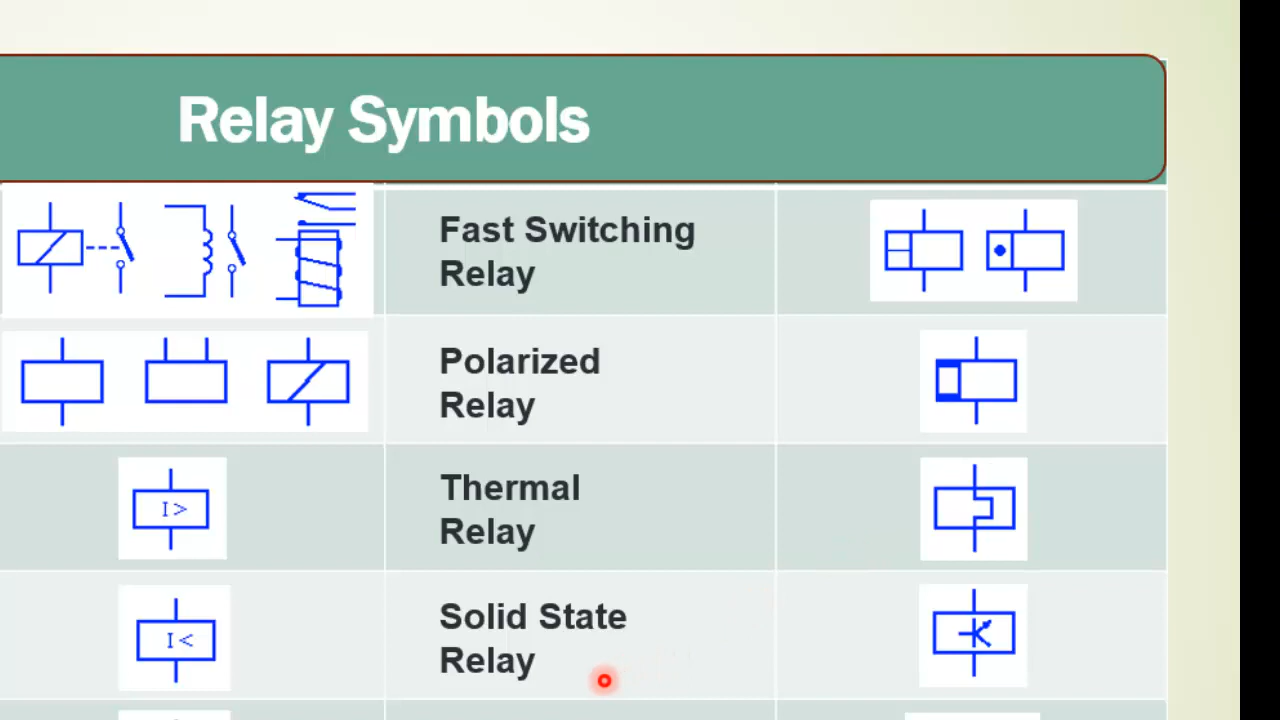 Relay Symbols
Fast Switching
Relay
Polarized
Relay
I >
Thermal
Relay
I <
Solid State
Relay